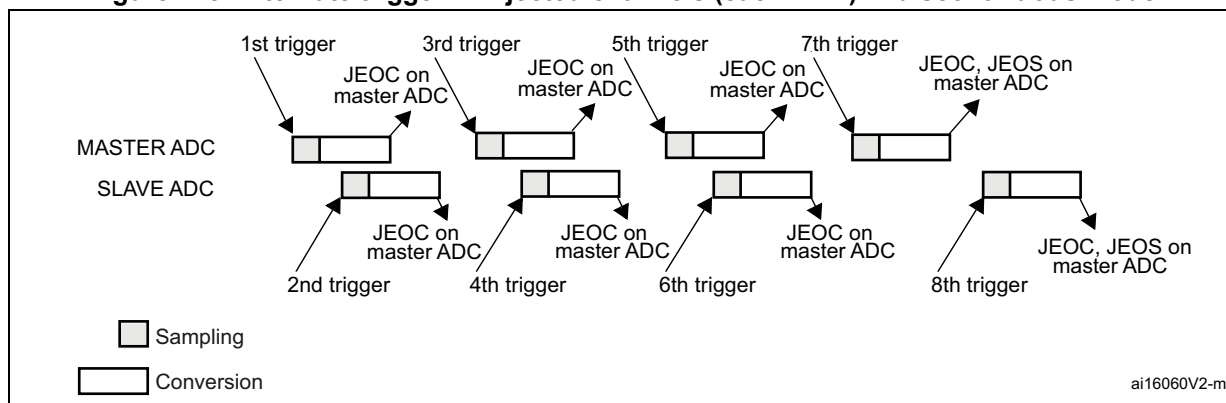 1st trigger
3rd trigger
5th trigger
7th trigger
JEOC on
master ADC
JEOC on
master ADC
JEOC on
master ADC
JEOC, JEOS on
master ADC
MASTER ADC
SLAVE ADC
JEOC on
master ADC
JEOC on
master ADC
JEOC on
master ADC
JEOC, JEOS on
master ADC
2nd trigger
4th trigger
6th trigger
8th trigger
Sampling
Conversion
ai16060V2-m